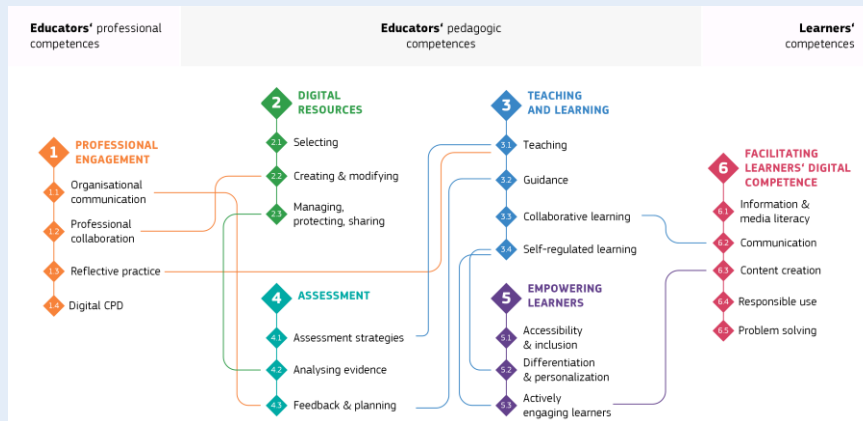 Educators‘ professional
competences
Educators‘ pedagogic
competences
Learners‘
competences
1
PROFESSIONAL
ENGAGEMENT
1.1
Organisational
communication
1.2
Professional
collaboration
1.3
Reflective practice
1.4
Digital CPD
2
DIGITAL
RESOURCES
2.1
Selecting
2.2
Creating & modifying
2.3
Managing,
protecting, sharing
4
ASSESSMENT
4.1
Assessment strategies
4.2
Analysing evidence
4.3
Feedback & planning
3
TEACHING
AND LEARNING
3.1
Teaching
3.2
Guidance
3.3
Collaborative learning
3.4
Self-regulated learning
5
EMPOWERING
LEARNERS
5.1
Accessibility
& inclusion
5.2
Differentiation
& personalization
5.3
Actively
engaging learners
6
FACILITATING
LEARNERS’ DIGITAL
COMPETENCE
6.1
Information &
media literacy
6.2
Communication
6.3
Content creation
6.4
Responsible use
6.5
Problem solving